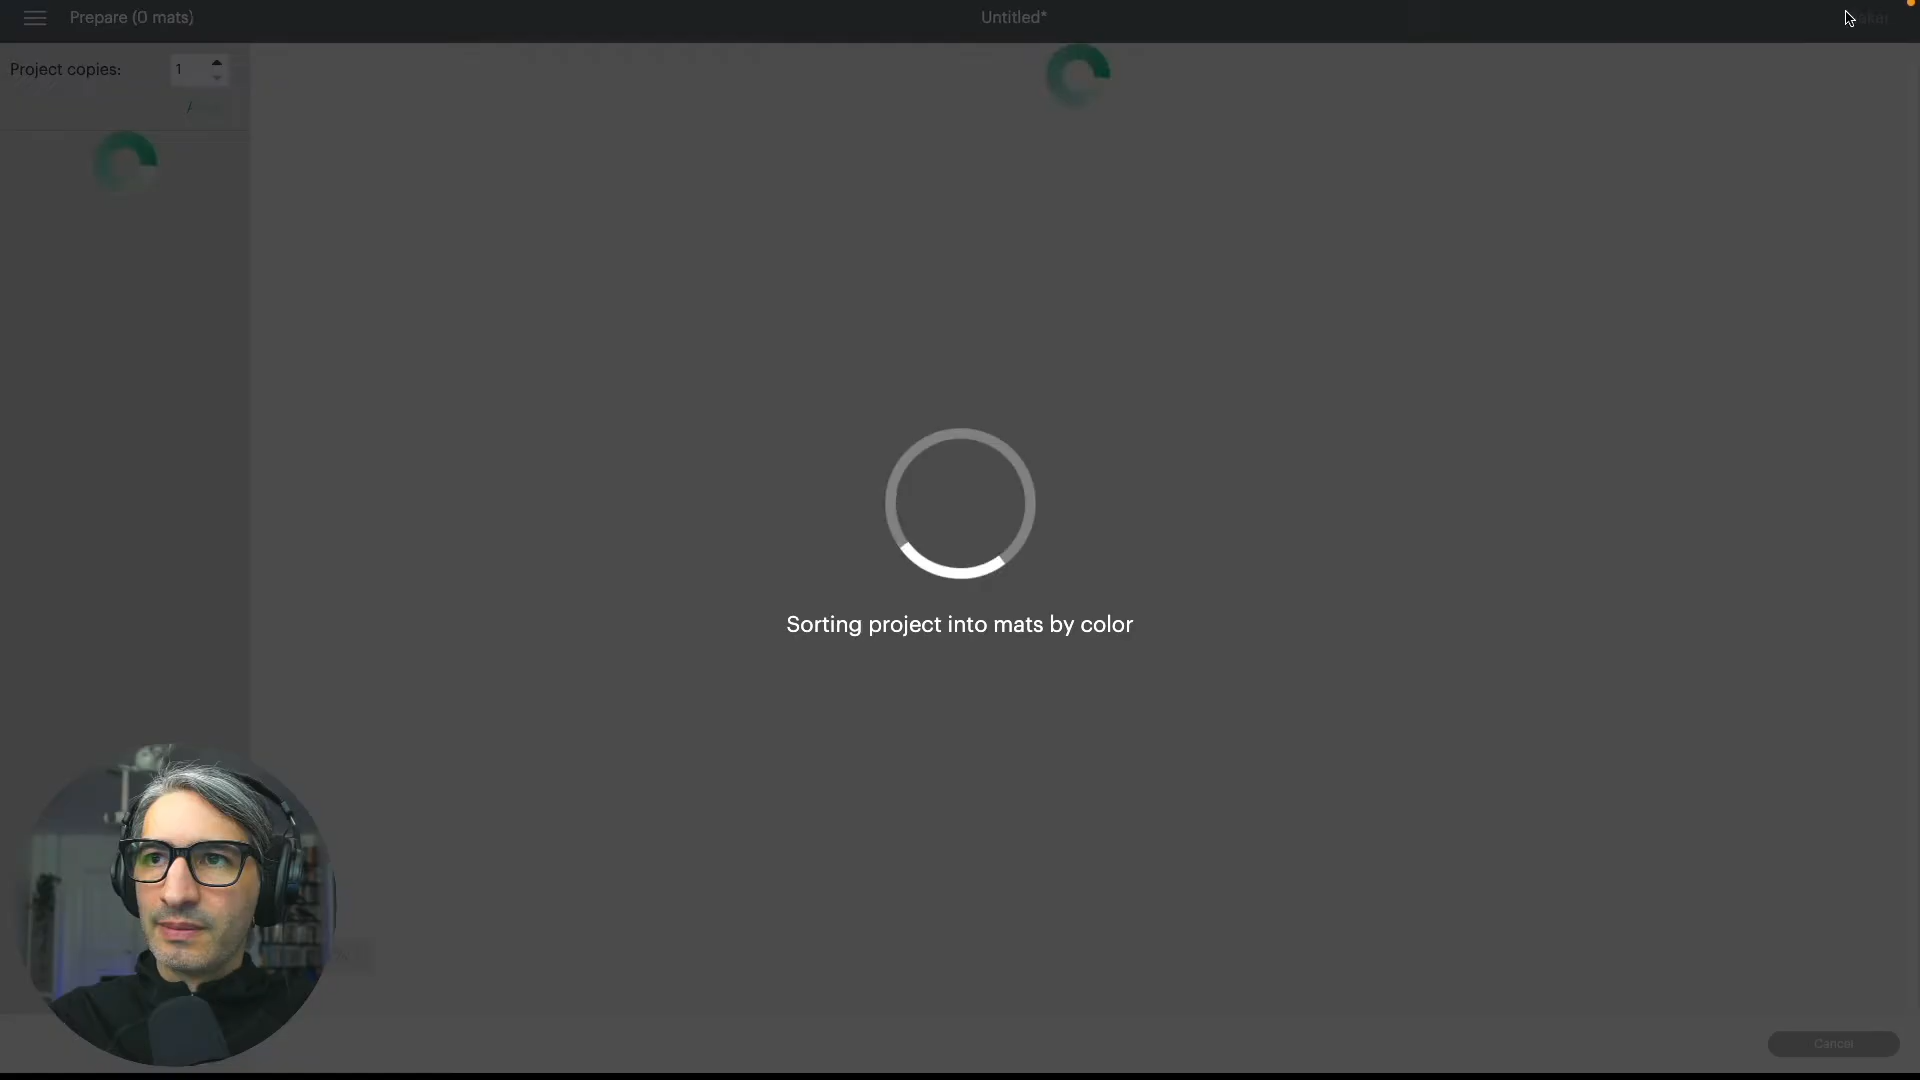 Prepare (0 mats)
Untitled*
Project copies:
1
Sorting project into mats by color
Cancel